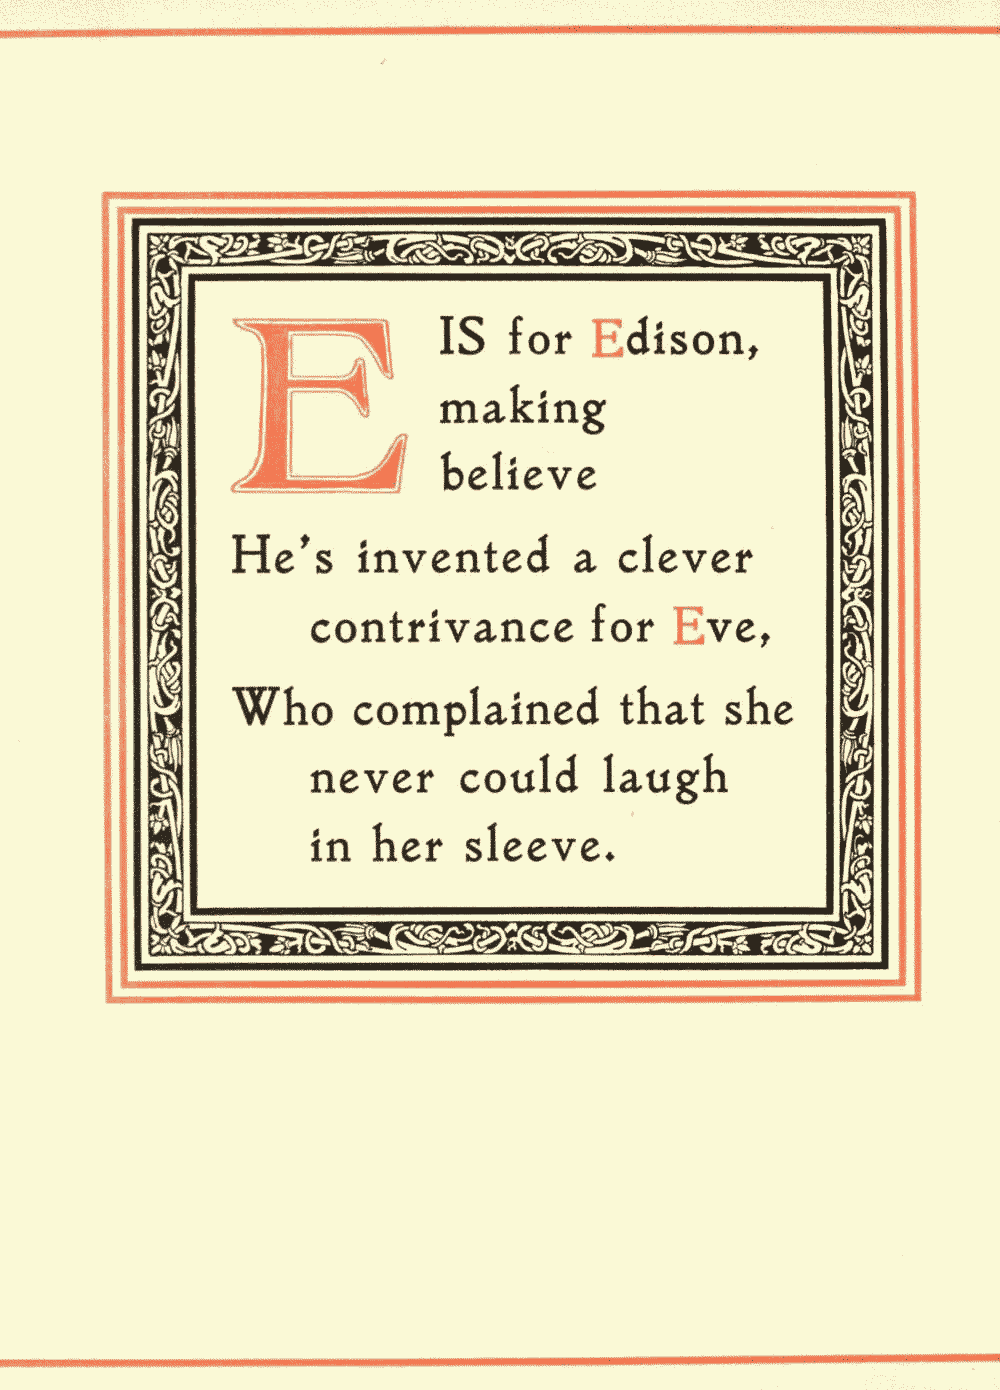 E IS for Edison,
making
believe
He's invented a clever
contrivance for Eve,
Who complained that she
never could laugh
in her sleeve.